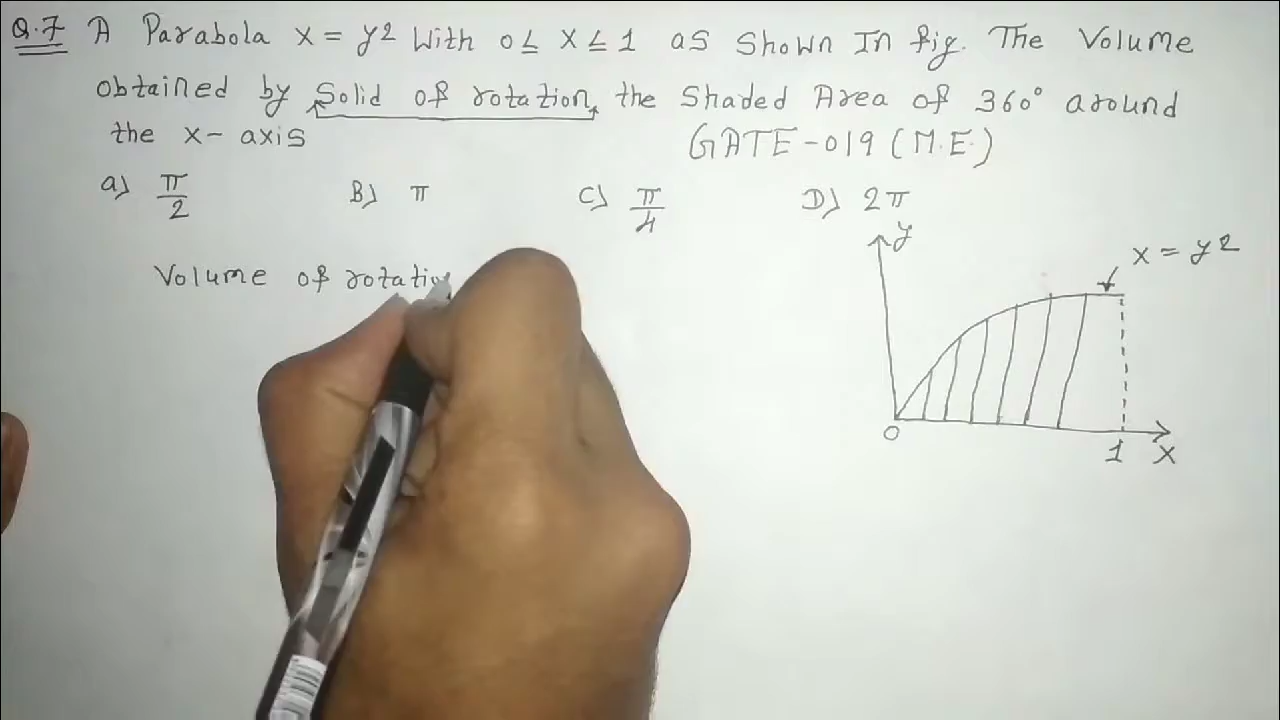 Q.7 A Parabola x = y2 With 0 ≤ x ≤ 1 as Shown In fig. The Volume
obtained by Solid of rotation, the Shaded Area of 360° around
the x- axis
GATE-019 (M.E.)
a) π/2 B) π C) π/4 D) 2π
y
x = y2
Volume of rotati
0
1 x